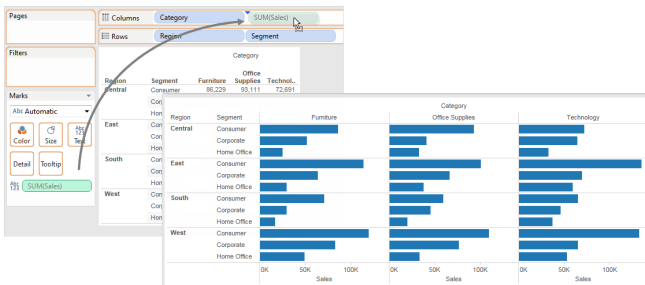 Pages
Columns Category SUM(Sales)
Rows Region Segment
Filters
Category
Office
Region Segment Furniture Supplies Technol..
Central Consumer 86,229 93,111 72,691
Marks
Abc Automatic
Color Size Text
Detail Tooltip
SUM(Sales)
East
South
West
Category
Region Segment Furniture Office Supplies Technology
Central Consumer
Corporate
Home Office
East Consumer
Corporate
Home Office
South Consumer
Corporate
Home Office
West Consumer
Corporate
Home Office
0K 50K 100K 0K 50K 100K 0K 50K 100K
Sales Sales Sales